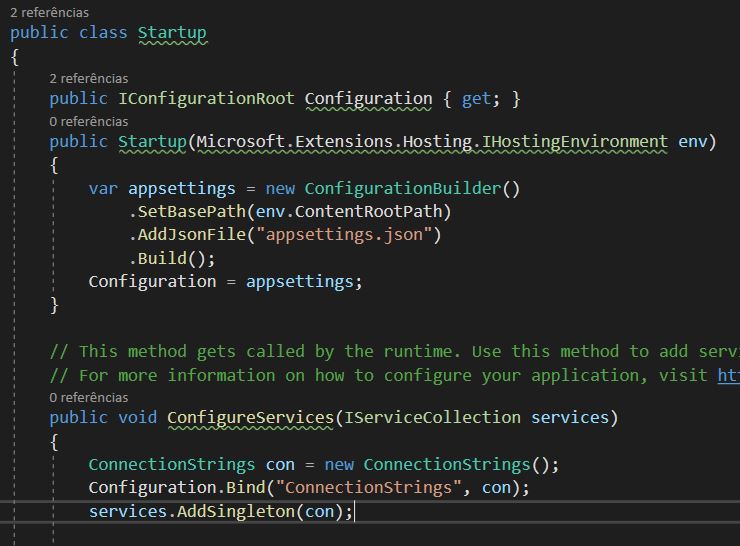 2 referências
public class Startup
{
2 referências
public IConfigurationRoot Configuration { get; }
0 referências
public Startup(Microsoft.Extensions.Hosting.IHostingEnvironment env)
{
var appsettings = new ConfigurationBuilder()
.SetBasePath(env.ContentRootPath)
.AddJsonFile("appsettings.json")
.Build();
Configuration = appsettings;
}
// This method gets called by the runtime. Use this method to add servi
// For more information on how to configure your application, visit htt
0 referências
public void ConfigureServices(IServiceCollection services)
{
ConnectionStrings con = new ConnectionStrings();
Configuration.Bind("ConnectionStrings", con);
services.AddSingleton(con);